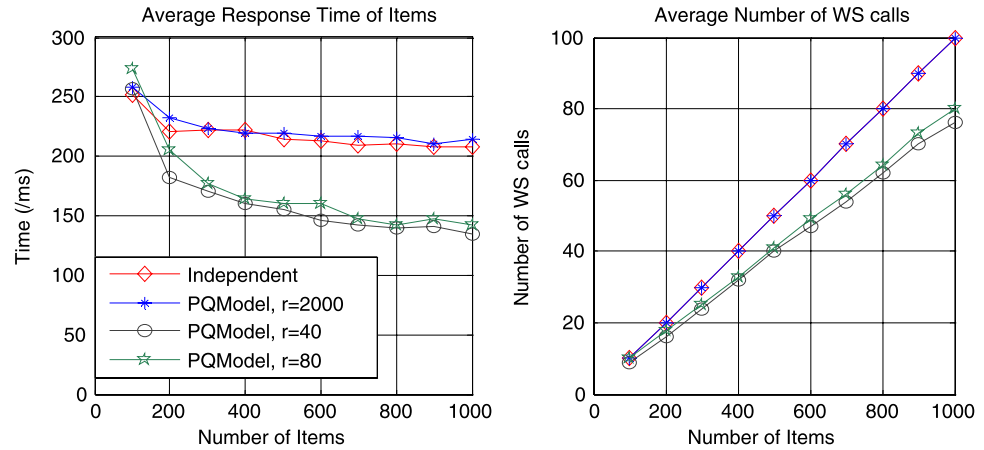 Average Response Time of Items
300
250
200
150
100
50
0
Time (/ms)
Independent
PQModel, r=2000
PQModel, r=40
PQModel, r=80
0
200
400
600
800
1000
Number of Items
Average Number of WS calls
100
80
60
40
20
0
Number of WS calls
0
200
400
600
800
1000
Number of Items